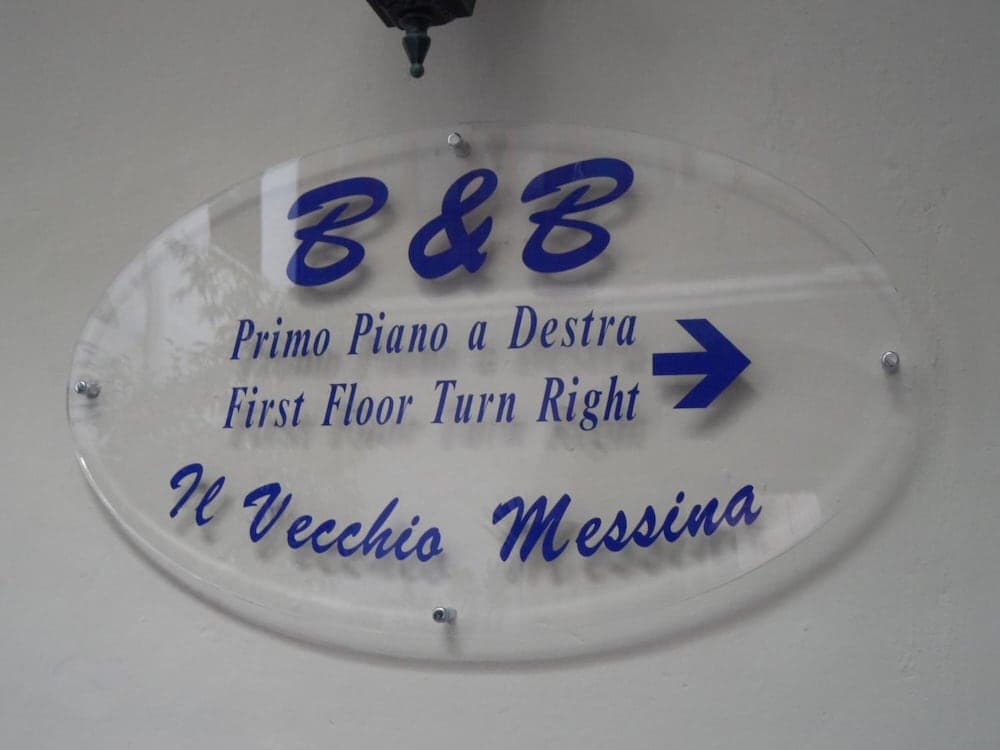 B & B
Primo Piano a Destra
First Floor Turn Right
Il Vecchio Messina